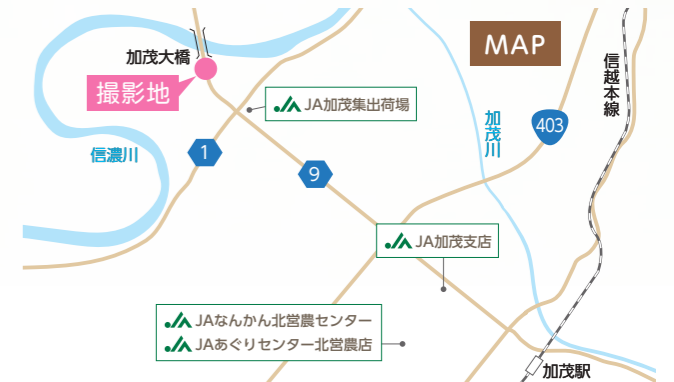 MAP
加茂大橋
撮影地
信越本線
JA加茂集出荷場
加茂川
403
信濃川
1
9
JA加茂支店
JAなんかん北営農センター
JAあぐりセンター北営農店
加茂駅